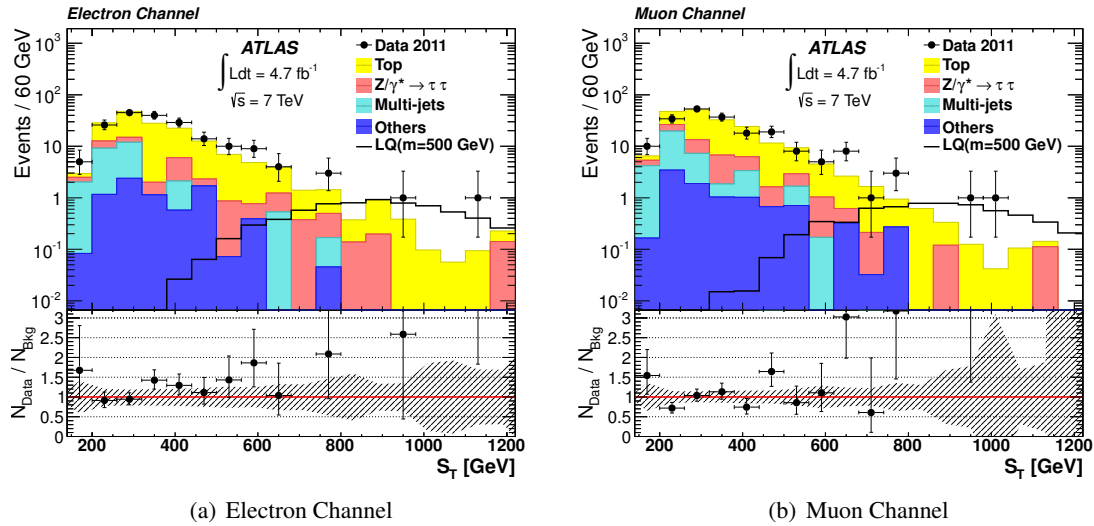 Electron Channel
Events / 60 GeV
10³
10²
10
1
10⁻¹
10⁻²
ATLAS
∫ Ldt = 4.7 fb⁻¹
√s = 7 TeV
Data 2011
Top
Z/γ* → τ τ
Multi-jets
Others
LQ(m=500 GeV)
N_Data / N_Bkg
3
2.5
2
1.5
1
0.5
0
200 400 600 800 1000 1200
S_T [GeV]
(a) Electron Channel
Muon Channel
Events / 60 GeV
10³
10²
10
1
10⁻¹
10⁻²
ATLAS
∫ Ldt = 4.7 fb⁻¹
√s = 7 TeV
Data 2011
Top
Z/γ* → τ τ
Multi-jets
Others
LQ(m=500 GeV)
N_Data / N_Bkg
3
2.5
2
1.5
1
0.5
0
200 400 600 800 1000 1200
S_T [GeV]
(b) Muon Channel